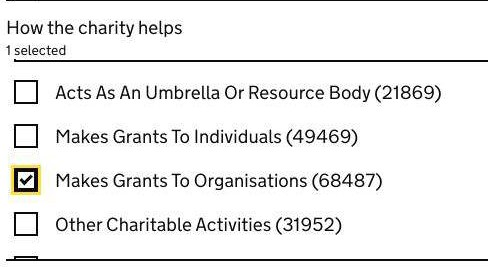 How the charity helps
1 selected
Acts As An Umbrella Or Resource Body (21869)
Makes Grants To Individuals (49469)
Makes Grants To Organisations (68487)
Other Charitable Activities (31952)